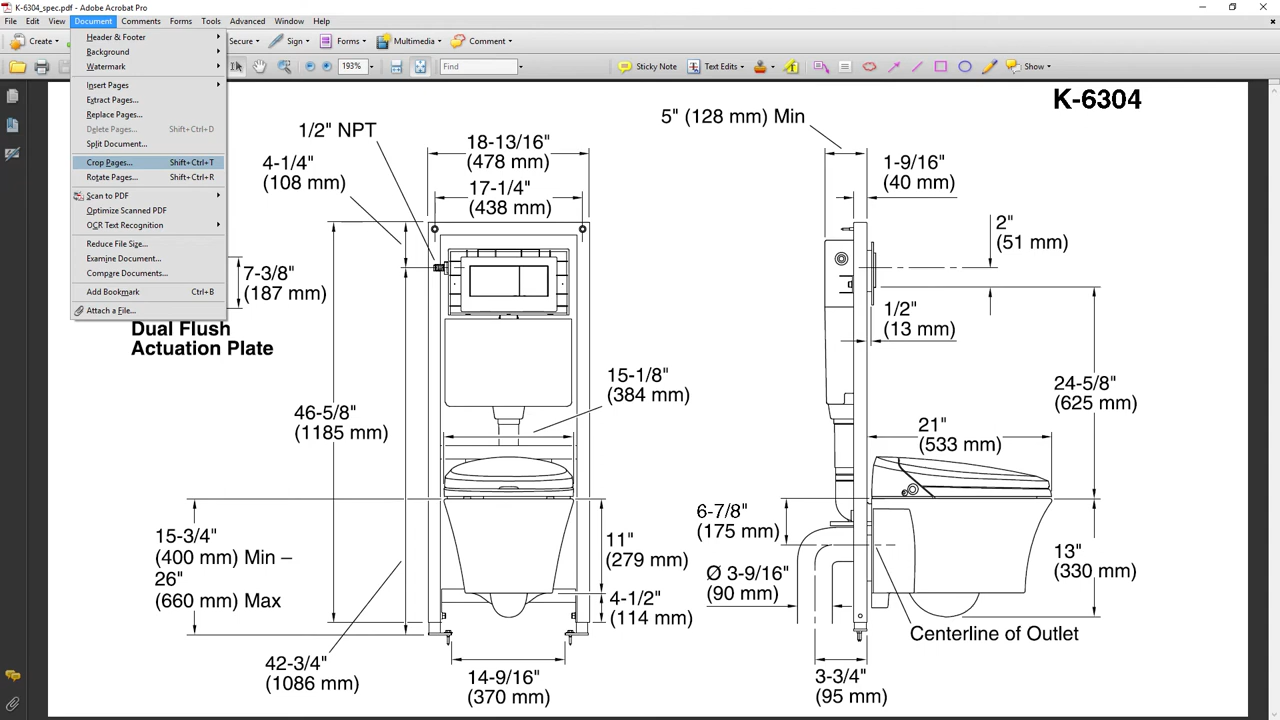 K-6304_spec.pdf - Adobe Acrobat Pro
File Edit View Document Comments Forms Tools Advanced Window Help
Create Secure Sign Forms Multimedia Comment
193% Find Sticky Note Text Edits Show
Header & Footer
Background
Watermark
Insert Pages
Extract Pages...
Replace Pages...
Delete Pages... Shift+Ctrl+D
Split Document...
Crop Pages... Shift+Ctrl+T
Rotate Pages... Shift+Ctrl+R
Scan to PDF
Optimize Scanned PDF
OCR Text Recognition
Reduce File Size...
Examine Document...
Compare Documents...
Add Bookmark Ctrl+B
Attach a File...
K-6304
1/2" NPT
4-1/4"
(108 mm)
18-13/16"
(478 mm)
17-1/4"
(438 mm)
7-3/8"
(187 mm)
Dual Flush
Actuation Plate
46-5/8"
(1185 mm)
15-1/8"
(384 mm)
15-3/4"
(400 mm) Min –
26"
(660 mm) Max
11"
(279 mm)
4-1/2"
(114 mm)
42-3/4"
(1086 mm)
14-9/16"
(370 mm)
5" (128 mm) Min
1-9/16"
(40 mm)
2"
(51 mm)
1/2"
(13 mm)
24-5/8"
(625 mm)
21"
(533 mm)
6-7/8"
(175 mm)
Ø 3-9/16"
(90 mm)
13"
(330 mm)
Centerline of Outlet
3-3/4"
(95 mm)